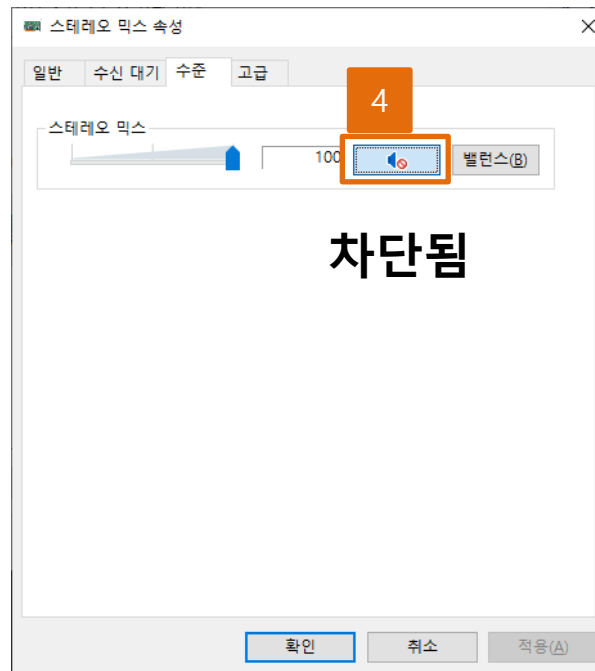 스테레오 믹스 속성
일반 수신 대기 수준 고급
4
스테레오 믹스
100 밸런스(B)
차단됨
확인 취소 적용(A)